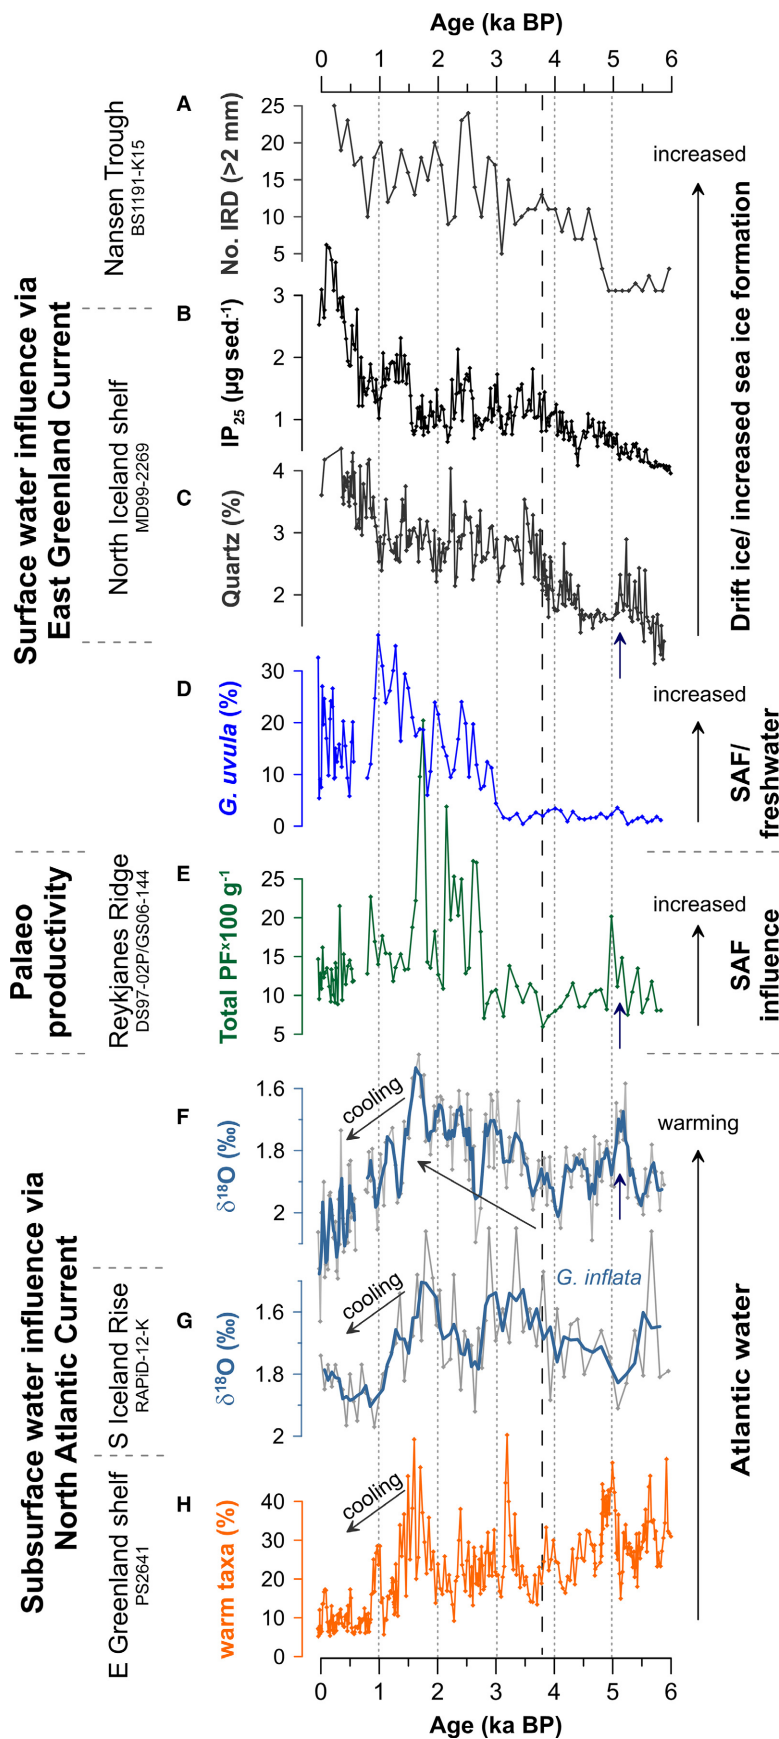 Age (ka BP)
0 1 2 3 4 5 6
Surface water influence via
East Greenland Current
Nansen Trough
BS1191-K15
A
No. IRD (>2 mm)
25
20
15
10
5
increased
Drift ice/ increased sea ice formation
North Iceland shelf
MD99-2269
B
IP25 (µg sed.-1)
3
2
1
C
Quartz (%)
4
3
2
D
G. uvula (%)
30
20
10
0
increased
SAF/
freshwater
Palaeo
productivity
Reykjanes Ridge
DS97-02P/GS06-144
E
Total PF×100 g-1
25
20
15
10
5
increased
SAF
influence
Subsurface water influence via
North Atlantic Current
F
δ18O (‰)
1.6
1.8
2
cooling
warming
Atlantic water
S Iceland Rise
RAPiD-12-K
G
δ18O (‰)
1.6
1.8
2
cooling
G. inflata
E Greenland shelf
PS2641
H
warm taxa (%)
40
30
20
10
0
cooling
0 1 2 3 4 5 6
Age (ka BP)